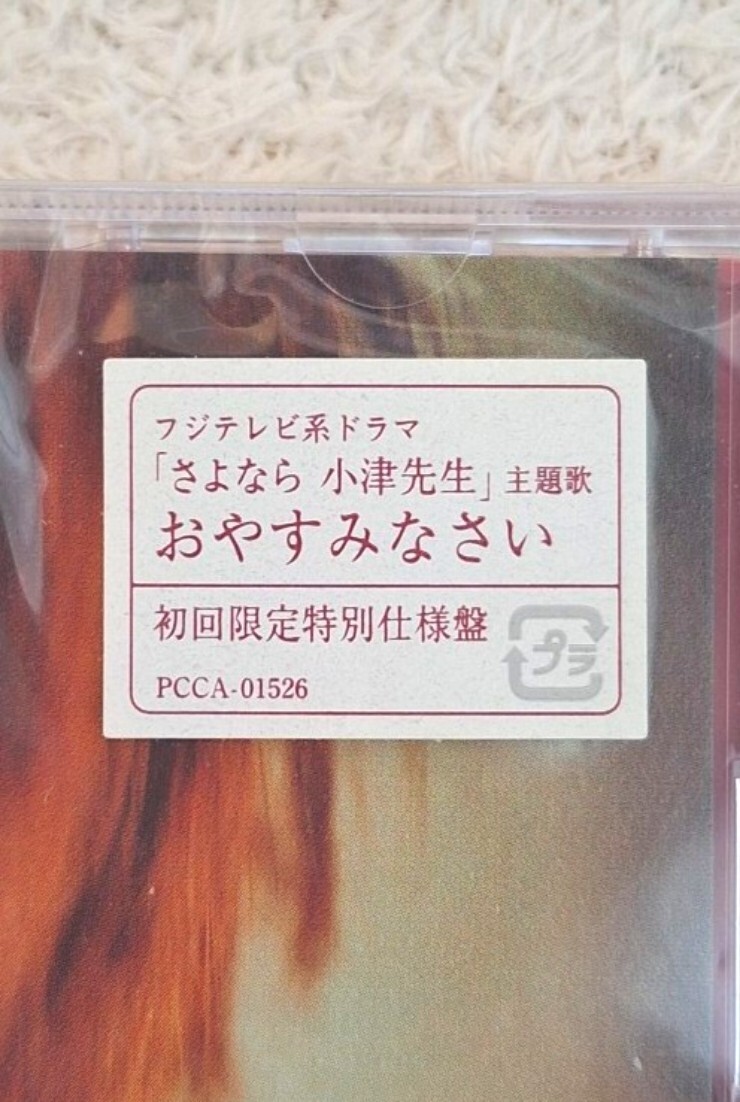 フジテレビ系ドラマ
「さよなら 小津先生」主題歌
おやすみなさい
初回限定特別仕様盤
プラ
PCCA-01526